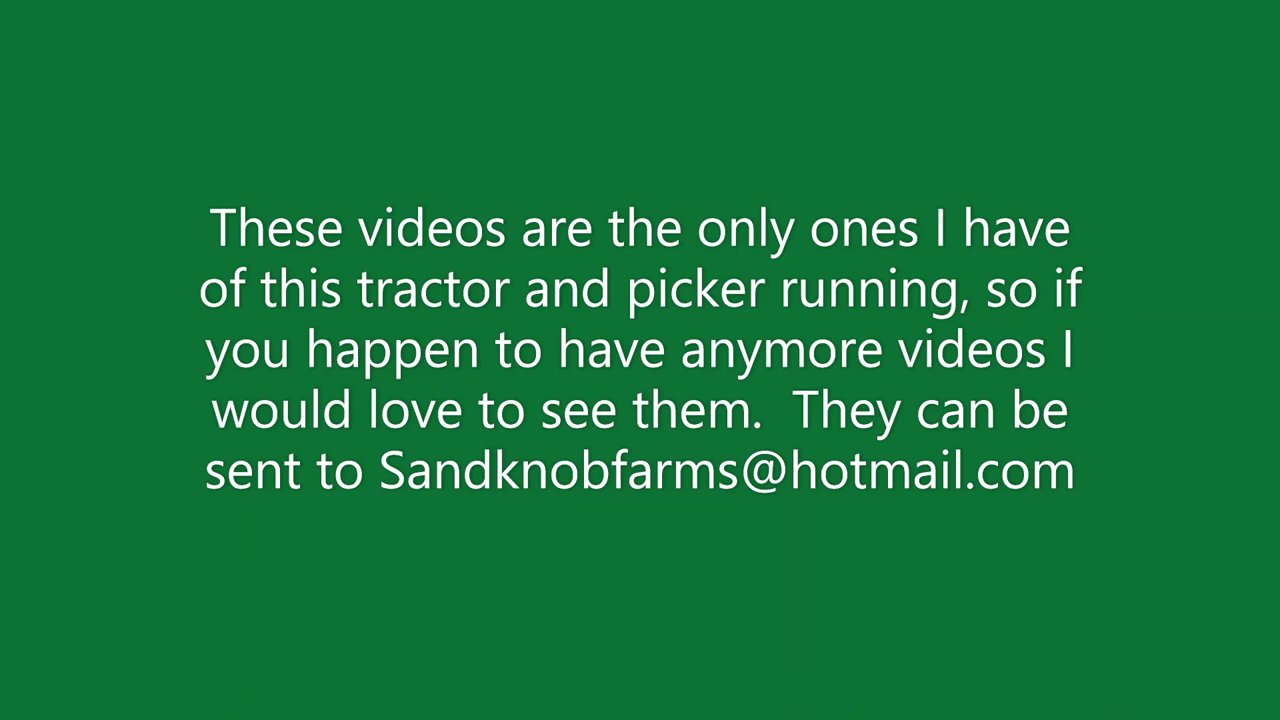 These videos are the only ones I have
of this tractor and picker running, so if
you happen to have anymore videos I
would love to see them.  They can be
sent to Sandknobfarms@hotmail.com